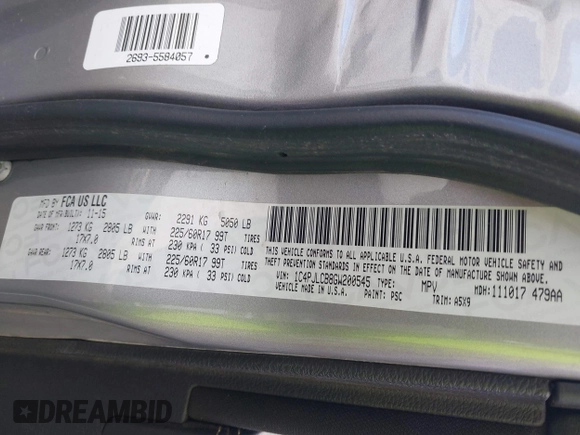 2693-5584057
MFD BY FCA US LLC
DATE OF MFR/BUILT: 11-15 GVWR: 2291 KG 5050 LB
GAWR FRONT: 1273 KG 2805 LB WITH 225/60R17 99T TIRES
17X7.0 RIMS AT 230 KPA ( 33 PSI) COLD
GAWR REAR: 1273 KG 2805 LB WITH 225/60R17 99T TIRES
17X7.0 RIMS AT 230 KPA ( 33 PSI) COLD
THIS VEHICLE CONFORMS TO ALL APPLICABLE U.S.A. FEDERAL MOTOR VEHICLE SAFETY, BUMPER AND
THEFT PREVENTION STANDARDS IN EFFECT ON THE DATE OF MANUFACTURE SHOWN ABOVE.
VIN: 1C4PJLCB8GW200545 TYPE: MPV MDH: 111017 479AA
VEHICLE MADE IN U.S.A. PAINT: PSC TRIM: A5X9
DREAMBID